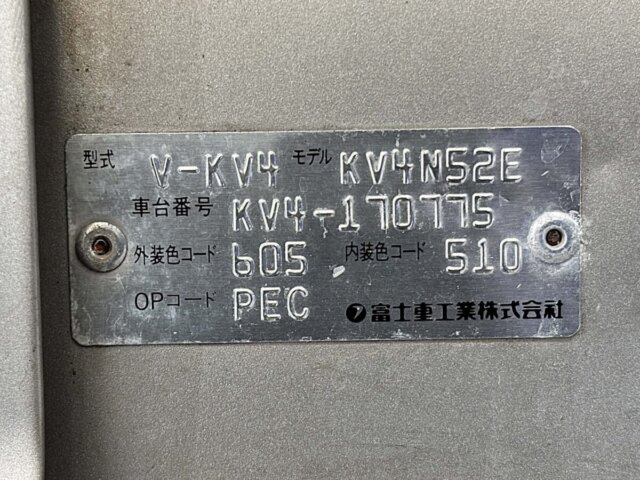 型式 V-KV4 モデル KV4N52E
車台番号 KV4-170775
外装色コード 605 内装色コード 510
OPコード PEC 富士重工業株式会社